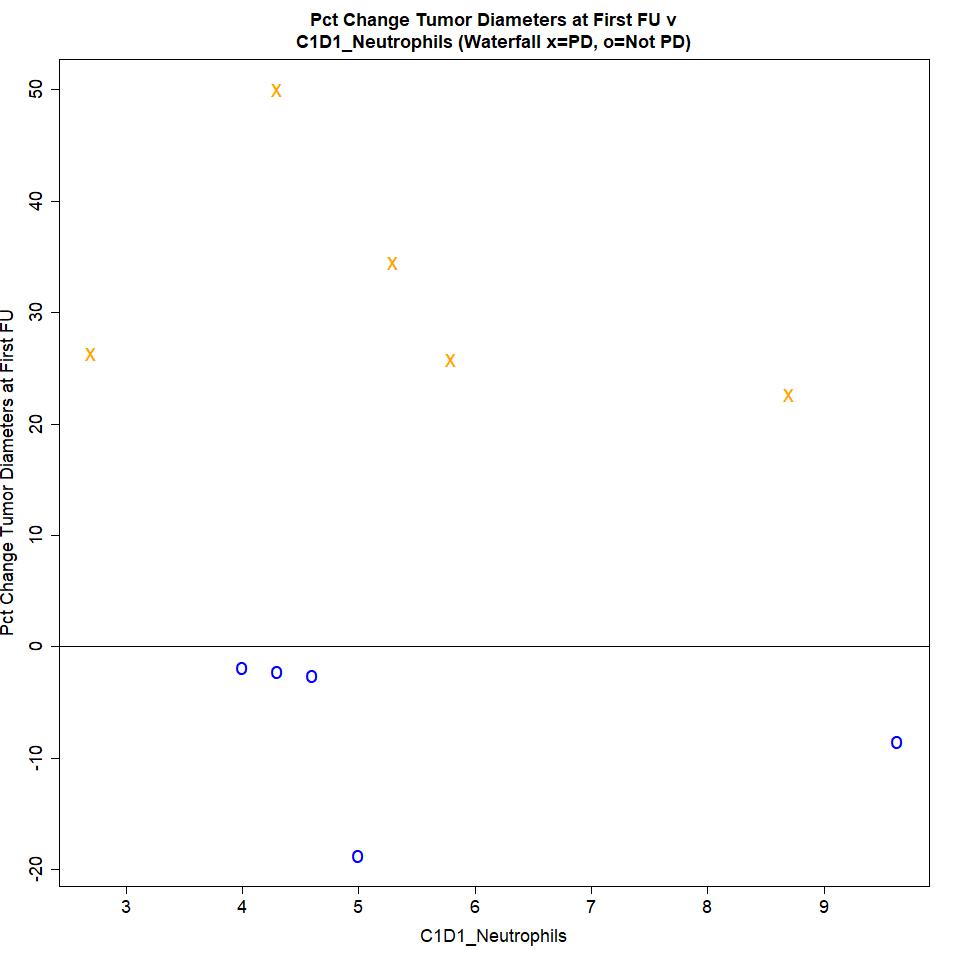 Pct Change Tumor Diameters at First FU v
C1D1_Neutrophils (Waterfall x=PD, o=Not PD)
Pct Change Tumor Diameters at First FU
50
40
30
20
10
0
-10
-20
X
X
X
X
X
O
O
O
O
O
3 4 5 6 7 8 9
C1D1_Neutrophils